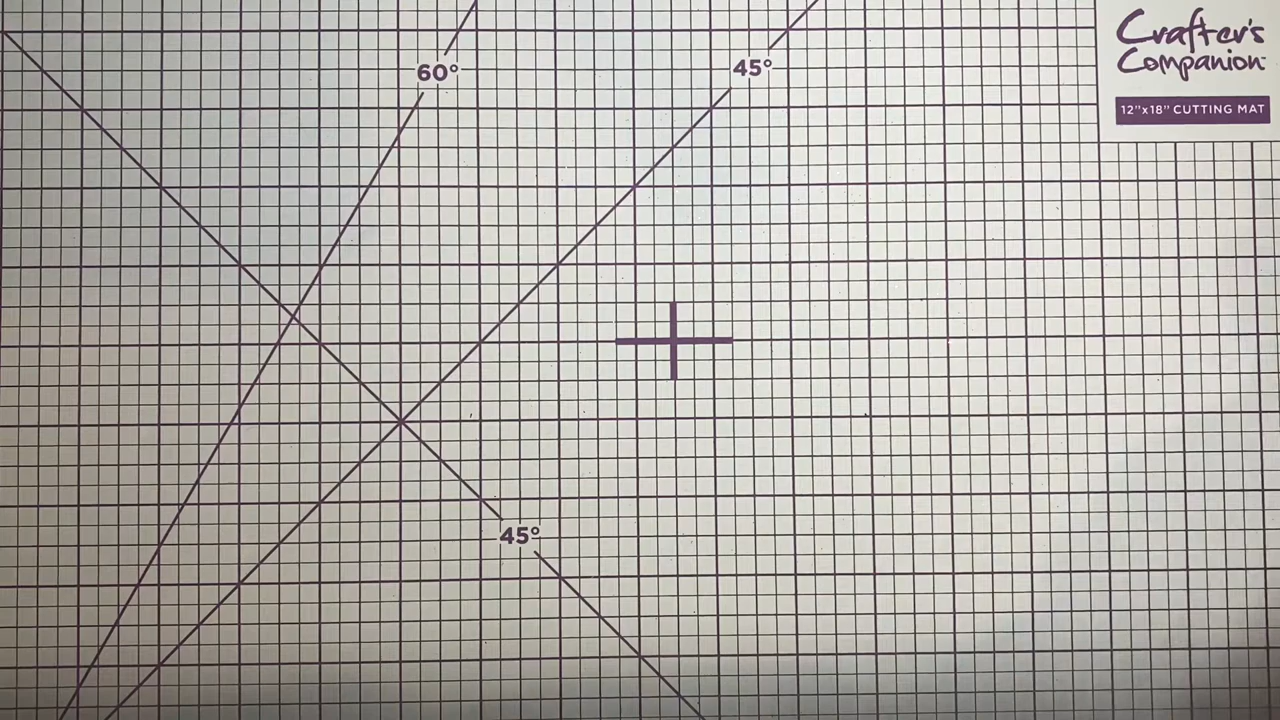 60°
45°
Crafter's
Companion
12"x18" CUTTING MAT
45°